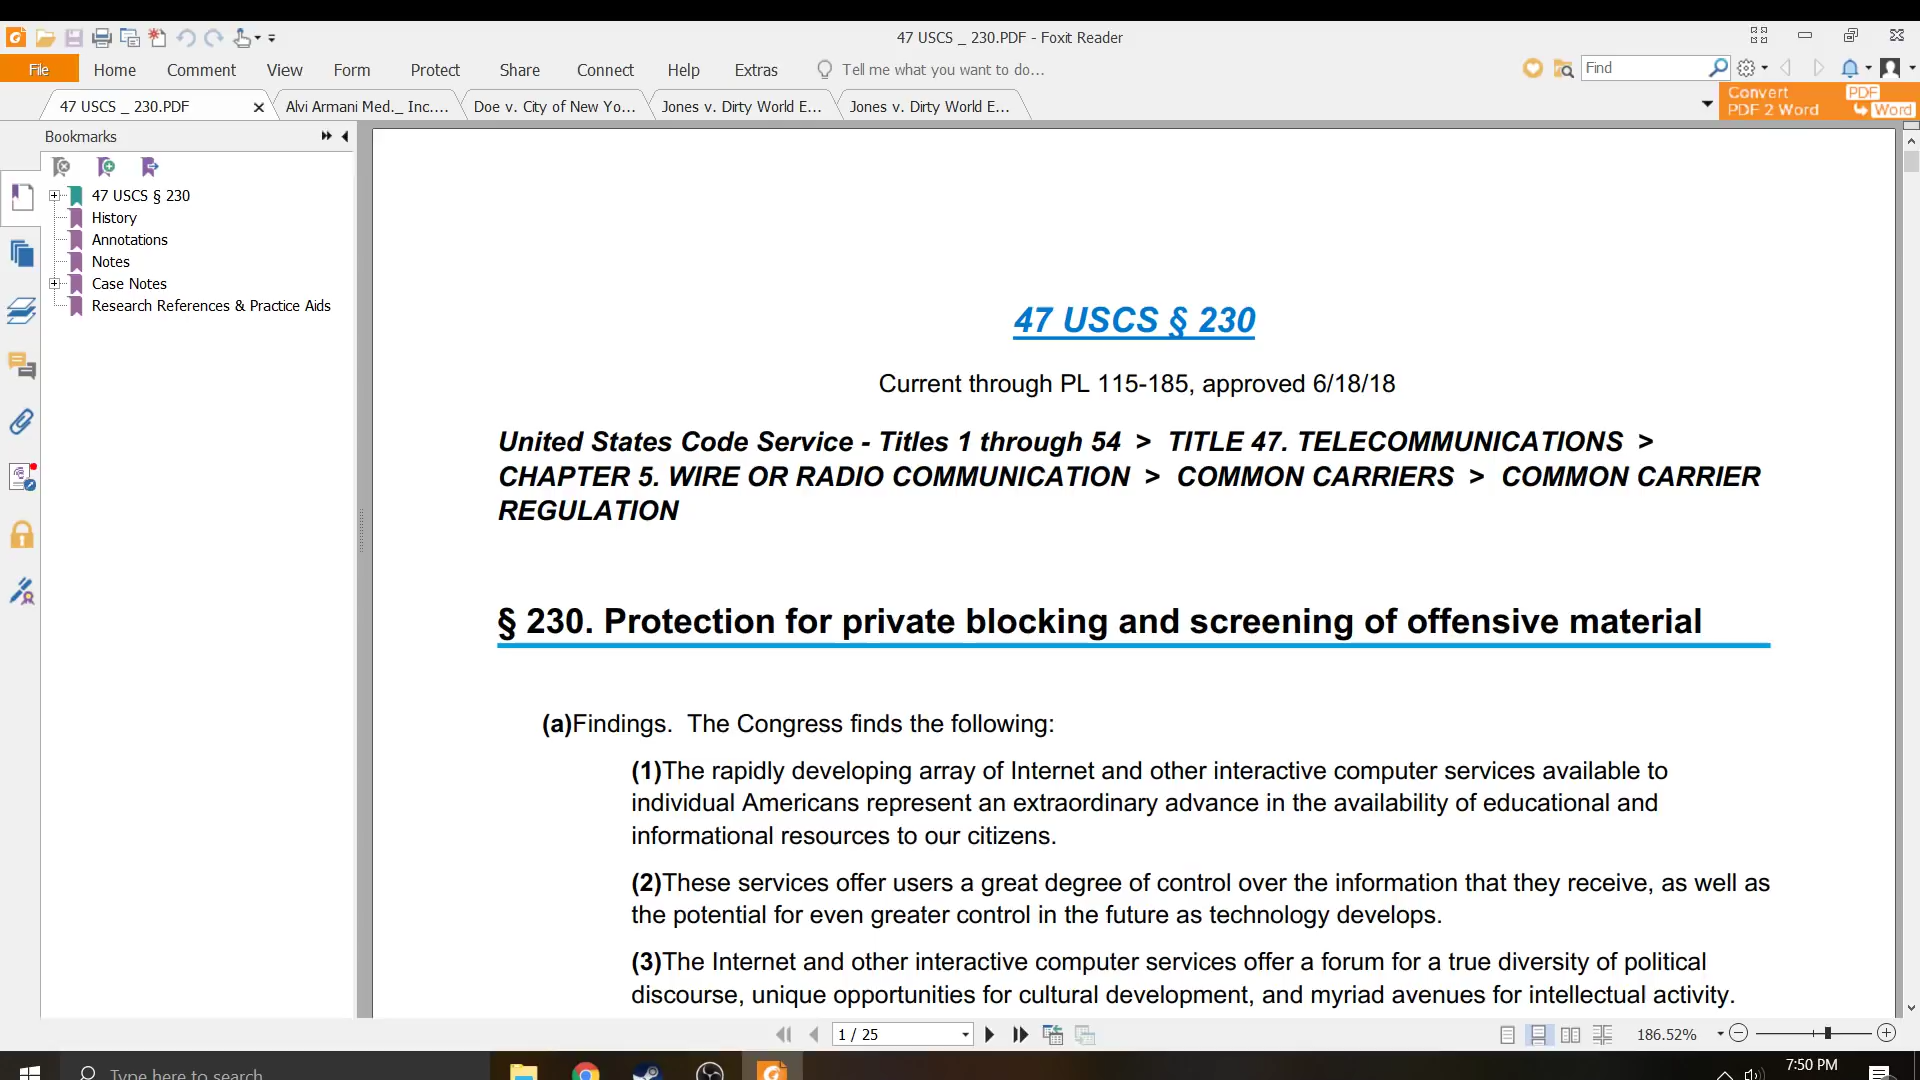 47 USCS _ 230.PDF - Foxit Reader
File Home Comment View Form Protect Share Connect Help Extras Tell me what you want to do... Find
47 USCS _ 230.PDF Alvi Armani Med._ Inc.... Doe v. City of New Yo... Jones v. Dirty World E... Jones v. Dirty World E...
Convert PDF
PDF 2 Word Word
Bookmarks
47 USCS § 230
History
Annotations
Notes
Case Notes
Research References & Practice Aids
47 USCS § 230
Current through PL 115-185, approved 6/18/18
United States Code Service - Titles 1 through 54 > TITLE 47. TELECOMMUNICATIONS >
CHAPTER 5. WIRE OR RADIO COMMUNICATION > COMMON CARRIERS > COMMON CARRIER
REGULATION
§ 230. Protection for private blocking and screening of offensive material
(a)Findings. The Congress finds the following:
(1)The rapidly developing array of Internet and other interactive computer services available to
individual Americans represent an extraordinary advance in the availability of educational and
informational resources to our citizens.
(2)These services offer users a great degree of control over the information that they receive, as well as
the potential for even greater control in the future as technology develops.
(3)The Internet and other interactive computer services offer a forum for a true diversity of political
discourse, unique opportunities for cultural development, and myriad avenues for intellectual activity.
1 / 25 186.52%
Type here to search 7:50 PM